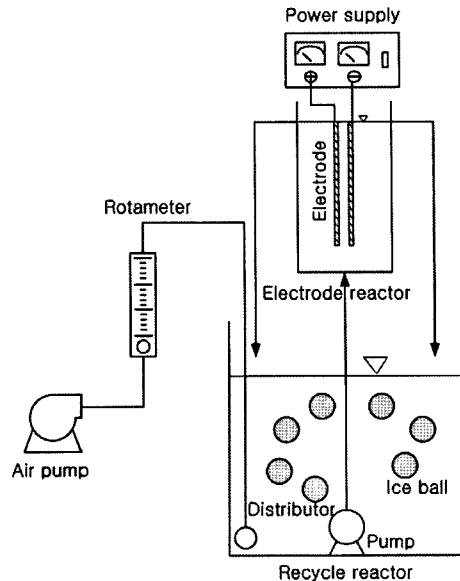 Power supply
Electrode
Rotameter
Electrode reactor
Air pump
Ice ball
Distributor
Pump
Recycle reactor